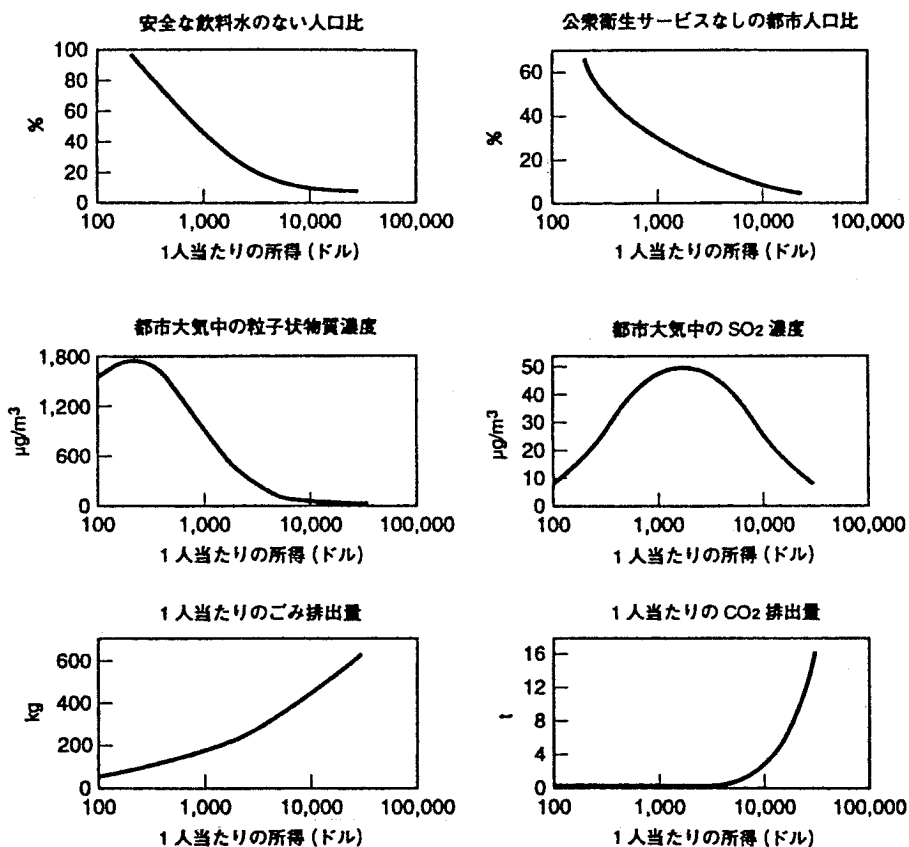 安全な飲料水のない人口比
%
100
80
60
40
20
0
100 1,000 10,000 100,000
1人当たりの所得(ドル)
公衆衛生サービスなしの都市人口比
%
60
40
20
0
100 1,000 10,000 100,000
1人当たりの所得(ドル)
都市大気中の粒子状物質濃度
μg/m³
1,800
1,200
600
0
100 1,000 10,000 100,000
1人当たりの所得(ドル)
都市大気中の SO₂ 濃度
μg/m³
50
40
30
20
10
0
100 1,000 10,000 100,000
1人当たりの所得(ドル)
1人当たりのごみ排出量
kg
600
400
200
0
100 1,000 10,000 100,000
1人当たりの所得(ドル)
1人当たりの CO₂ 排出量
t
16
12
8
4
0
100 1,000 10,000 100,000
1人当たりの所得(ドル)